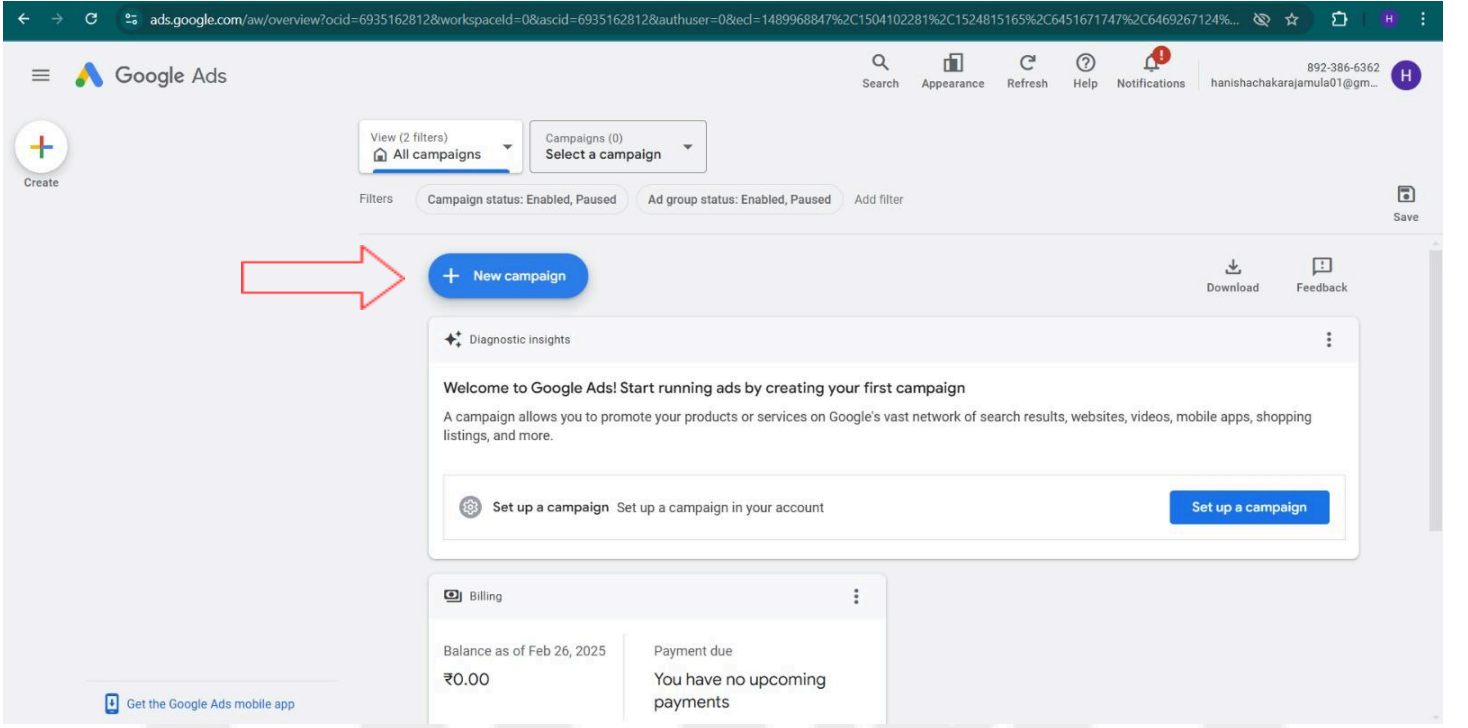 ads.google.com/aw/overview?ocid=6935162812&workspaceId=0&ascid=6935162812&authuser=0&ecl=1489968847%2C1504102281%2C1524815165%2C6451671747%2C6469267124%...
H
Google Ads
Search
Appearance
Refresh
Help
Notifications
892-386-6362
hanishachakarajamula01@gm...
H
Create
View (2 filters)
All campaigns
Campaigns (0)
Select a campaign
Filters
Campaign status: Enabled, Paused
Ad group status: Enabled, Paused
Add filter
Save
New campaign
Download
Feedback
Diagnostic insights
Welcome to Google Ads! Start running ads by creating your first campaign
A campaign allows you to promote your products or services on Google's vast network of search results, websites, videos, mobile apps, shopping
listings, and more.
Set up a campaign Set up a campaign in your account
Set up a campaign
Billing
Balance as of Feb 26, 2025
₹0.00
Payment due
You have no upcoming
payments
Get the Google Ads mobile app